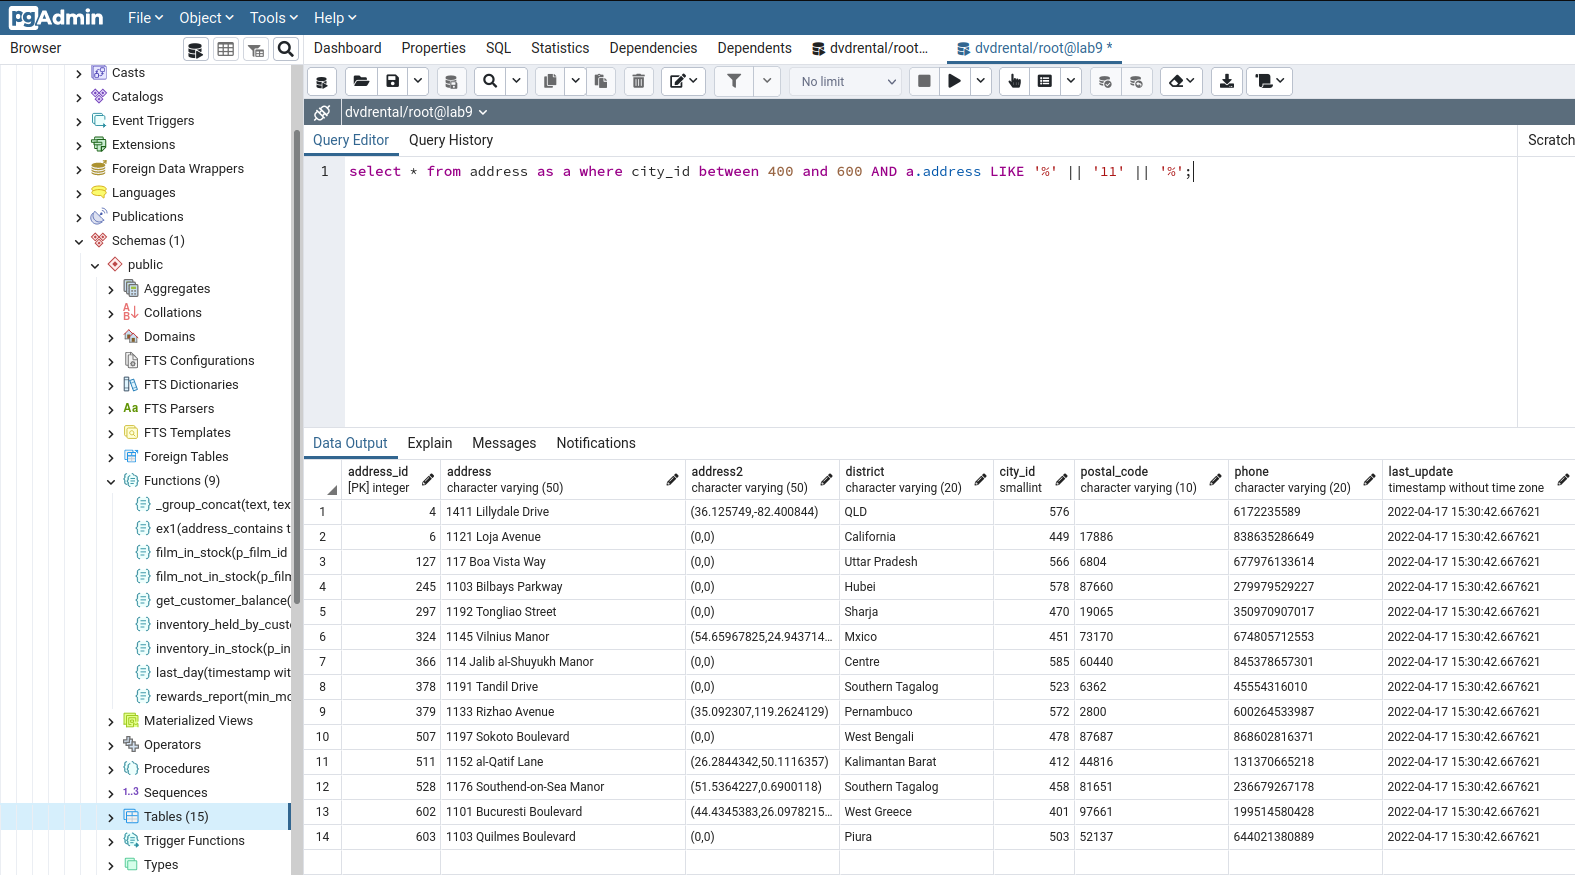 pgAdmin File Object Tools Help
Browser
Dashboard Properties SQL Statistics Dependencies Dependents dvdrental/root... dvdrental/root@lab9 *
No limit
dvdrental/root@lab9
Query Editor Query History
Scratch
1 select * from address as a where city_id between 400 and 600 AND a.address LIKE '%' || '11' || '%';
Casts
Catalogs
Event Triggers
Extensions
Foreign Data Wrappers
Languages
Publications
Schemas (1)
public
Aggregates
Collations
Domains
FTS Configurations
FTS Dictionaries
Aa FTS Parsers
FTS Templates
Foreign Tables
Functions (9)
_group_concat(text, tex
ex1(address_contains t
film_in_stock(p_film_id
film_not_in_stock(p_film
get_customer_balance(
inventory_held_by_cust
inventory_in_stock(p_in
last_day(timestamp wit
rewards_report(min_mo
Materialized Views
Operators
Procedures
1..3 Sequences
Tables (15)
Trigger Functions
Types
Data Output Explain Messages Notifications
address_id address address2 district city_id postal_code phone last_update
[PK] integer character varying (50) character varying (50) character varying (20) smallint character varying (10) character varying (20) timestamp without time zone
1 4 1411 Lillydale Drive (36.125749,-82.400844) QLD 576 6172235589 2022-04-17 15:30:42.667621
2 6 1121 Loja Avenue (0,0) California 449 17886 838635286649 2022-04-17 15:30:42.667621
3 127 117 Boa Vista Way (0,0) Uttar Pradesh 566 6804 677976133614 2022-04-17 15:30:42.667621
4 245 1103 Bilbays Parkway (0,0) Hubei 578 87660 279979529227 2022-04-17 15:30:42.667621
5 297 1192 Tongliao Street (0,0) Sharja 470 19065 350970907017 2022-04-17 15:30:42.667621
6 324 1145 Vilnius Manor (54.65967825,24.943714... Mxico 451 73170 674805712553 2022-04-17 15:30:42.667621
7 366 114 Jalib al-Shuyukh Manor (0,0) Centre 585 60440 845378657301 2022-04-17 15:30:42.667621
8 378 1191 Tandil Drive (0,0) Southern Tagalog 523 6362 45554316010 2022-04-17 15:30:42.667621
9 379 1133 Rizhao Avenue (35.092307,119.2624129) Pernambuco 572 2800 600264533987 2022-04-17 15:30:42.667621
10 507 1197 Sokoto Boulevard (0,0) West Bengali 478 87687 868602816371 2022-04-17 15:30:42.667621
11 511 1152 al-Qatif Lane (26.2844342,50.1116357) Kalimantan Barat 412 44816 131370665218 2022-04-17 15:30:42.667621
12 528 1176 Southend-on-Sea Manor (51.5364227,0.6900118) Southern Tagalog 458 81651 236679267178 2022-04-17 15:30:42.667621
13 602 1101 Bucuresti Boulevard (44.4345383,26.0978215... West Greece 401 97661 199514580428 2022-04-17 15:30:42.667621
14 603 1103 Quilmes Boulevard (0,0) Piura 503 52137 644021380889 2022-04-17 15:30:42.667621